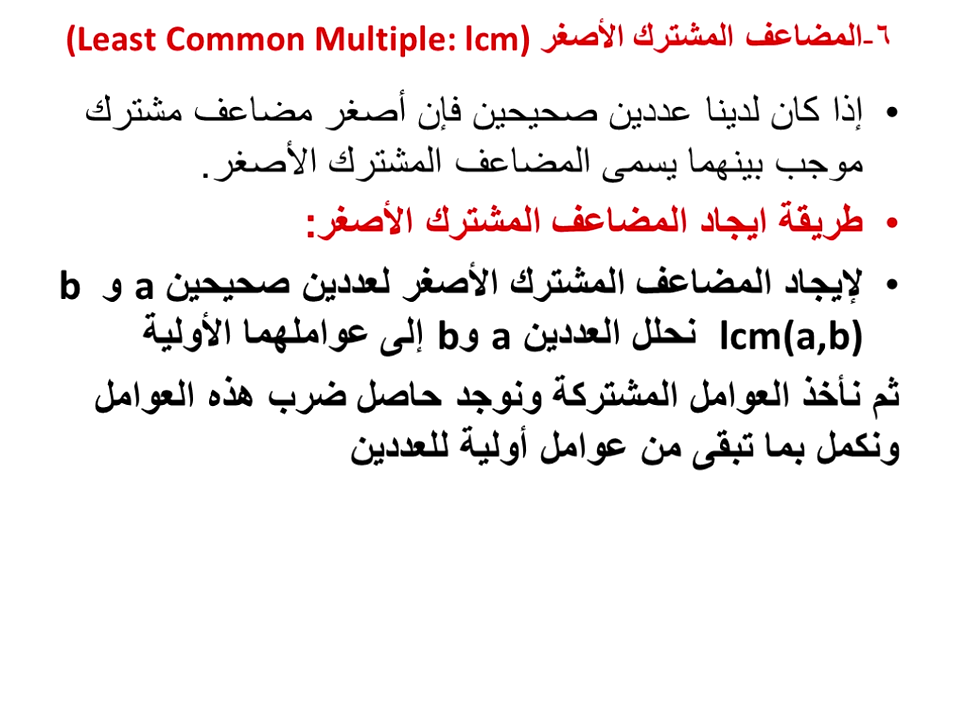 ٦-المضاعف المشترك الأصغر (Least Common Multiple: lcm)
• إذا كان لدينا عددين صحيحين فإن أصغر مضاعف مشترك
موجب بينهما يسمى المضاعف المشترك الأصغر.
• طريقة ايجاد المضاعف المشترك الأصغر:
• لإيجاد المضاعف المشترك الأصغر لعددين صحيحين a و b
lcm(a,b) نحلل العددين a وb إلى عواملهما الأولية
ثم نأخذ العوامل المشتركة ونوجد حاصل ضرب هذه العوامل
ونكمل بما تبقى من عوامل أولية للعددين